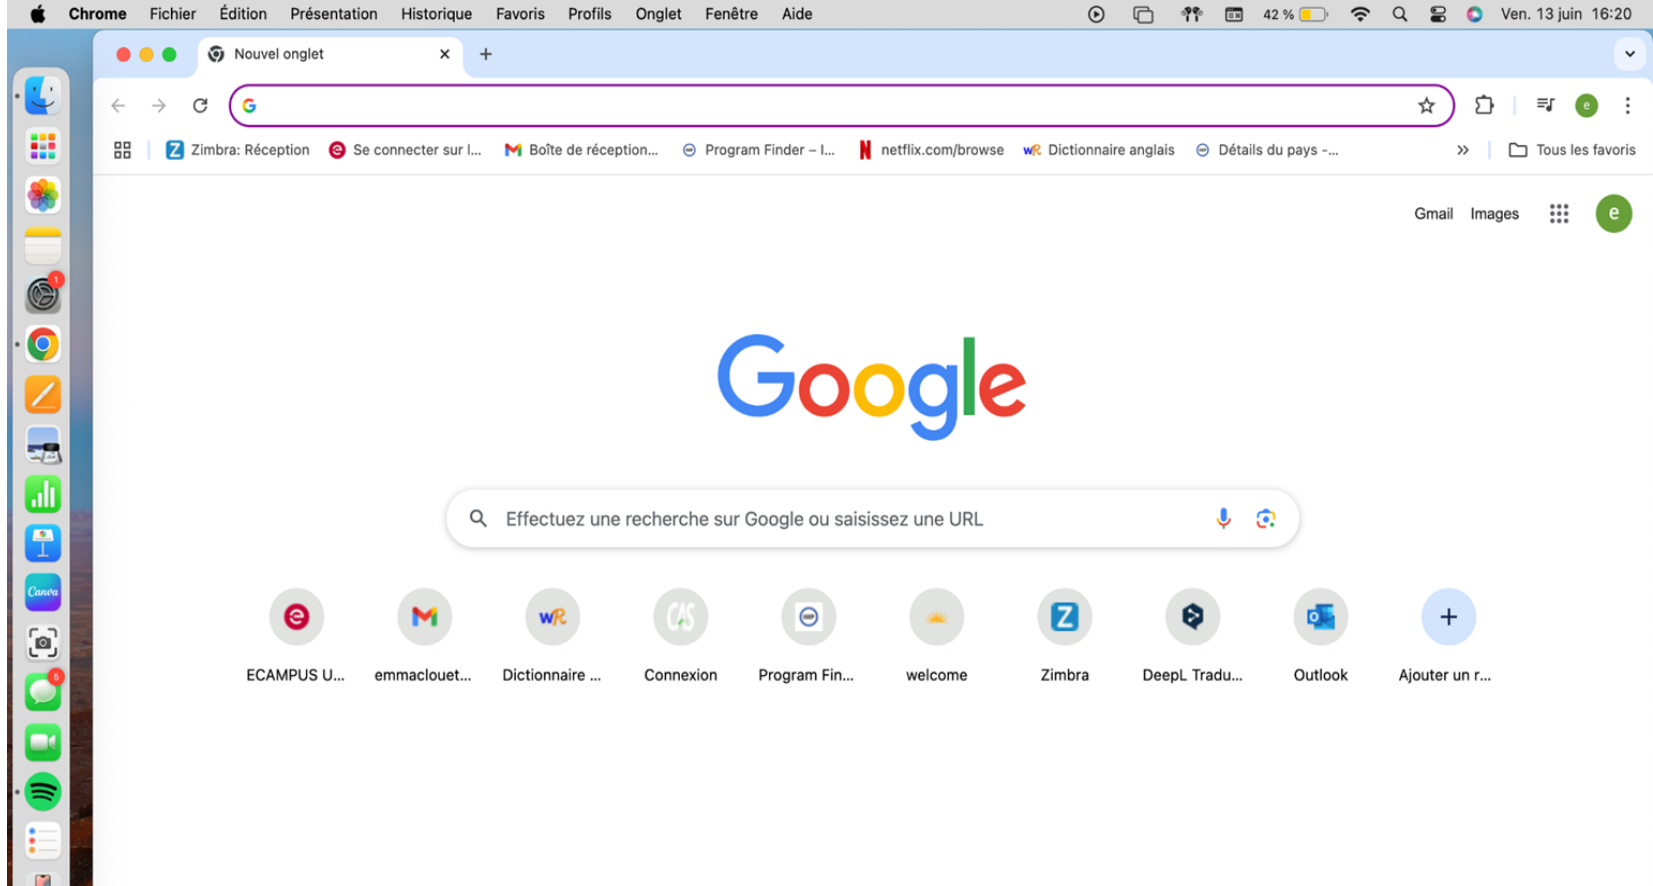 Chrome Fichier Édition Présentation Historique Favoris Profils Onglet Fenêtre Aide 42 % Ven. 13 juin 16:20
Nouvel onglet
Zimbra: Réception Se connecter sur l... Boîte de réception... Program Finder – I... netflix.com/browse Dictionnaire anglais Détails du pays -... Tous les favoris
Gmail Images e
Google
Effectuez une recherche sur Google ou saisissez une URL
ECAMPUS U... emmaclouet... Dictionnaire ... Connexion Program Fin... welcome Zimbra DeepL Tradu... Outlook Ajouter un r...
1
Canva
5